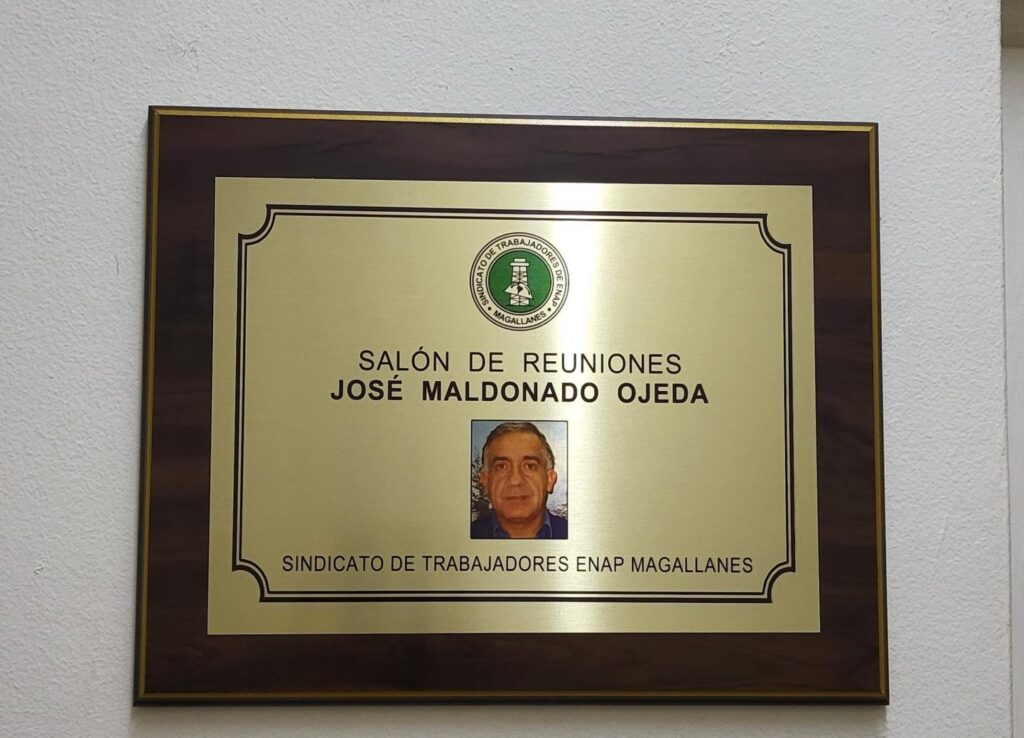 SINDICATO DE TRABAJADORES DE ENAP
• MAGALLANES •
SALÓN DE REUNIONES
JOSÉ MALDONADO OJEDA
SINDICATO DE TRABAJADORES ENAP MAGALLANES